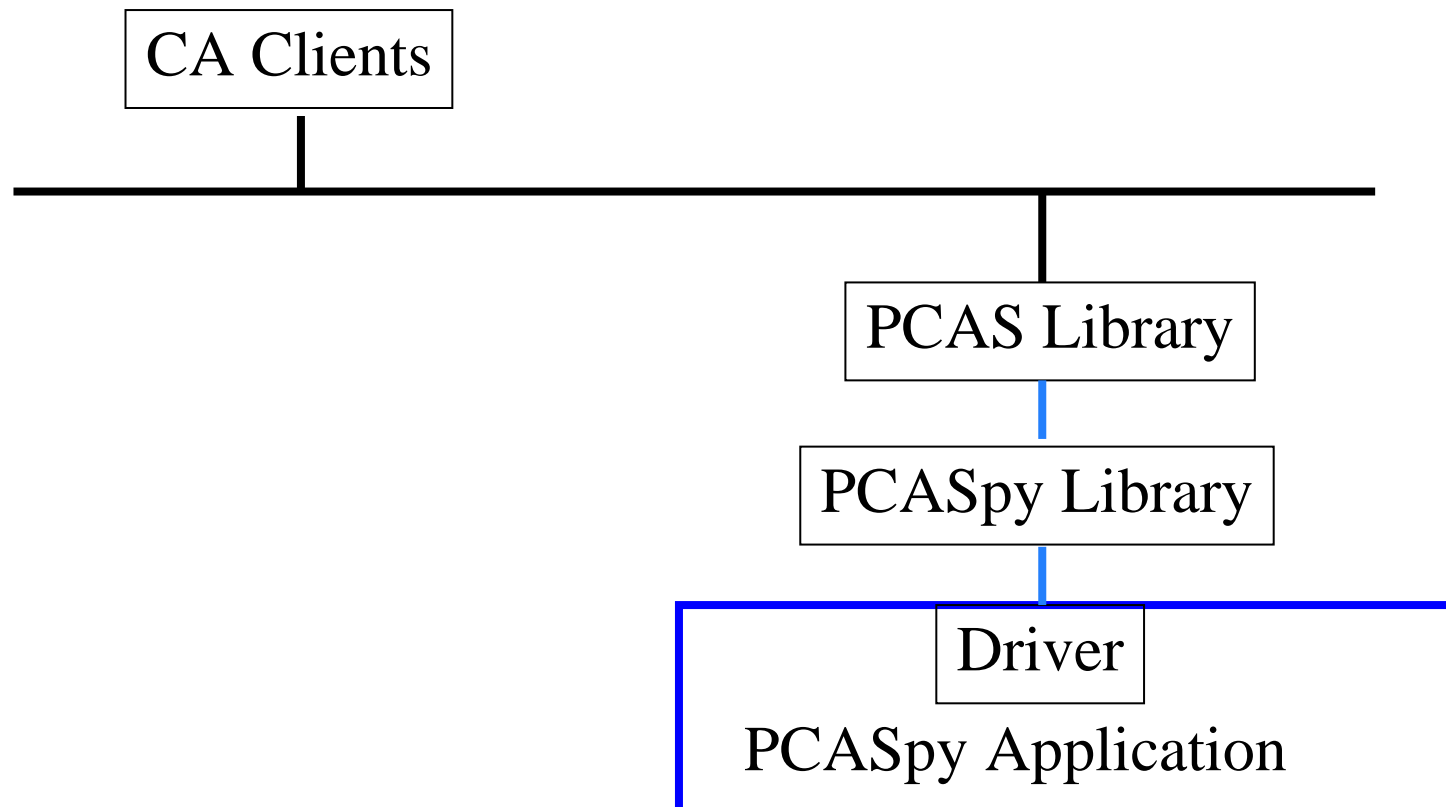 CA Clients
PCAS Library
PCASpy Library
Driver
PCASpy Application